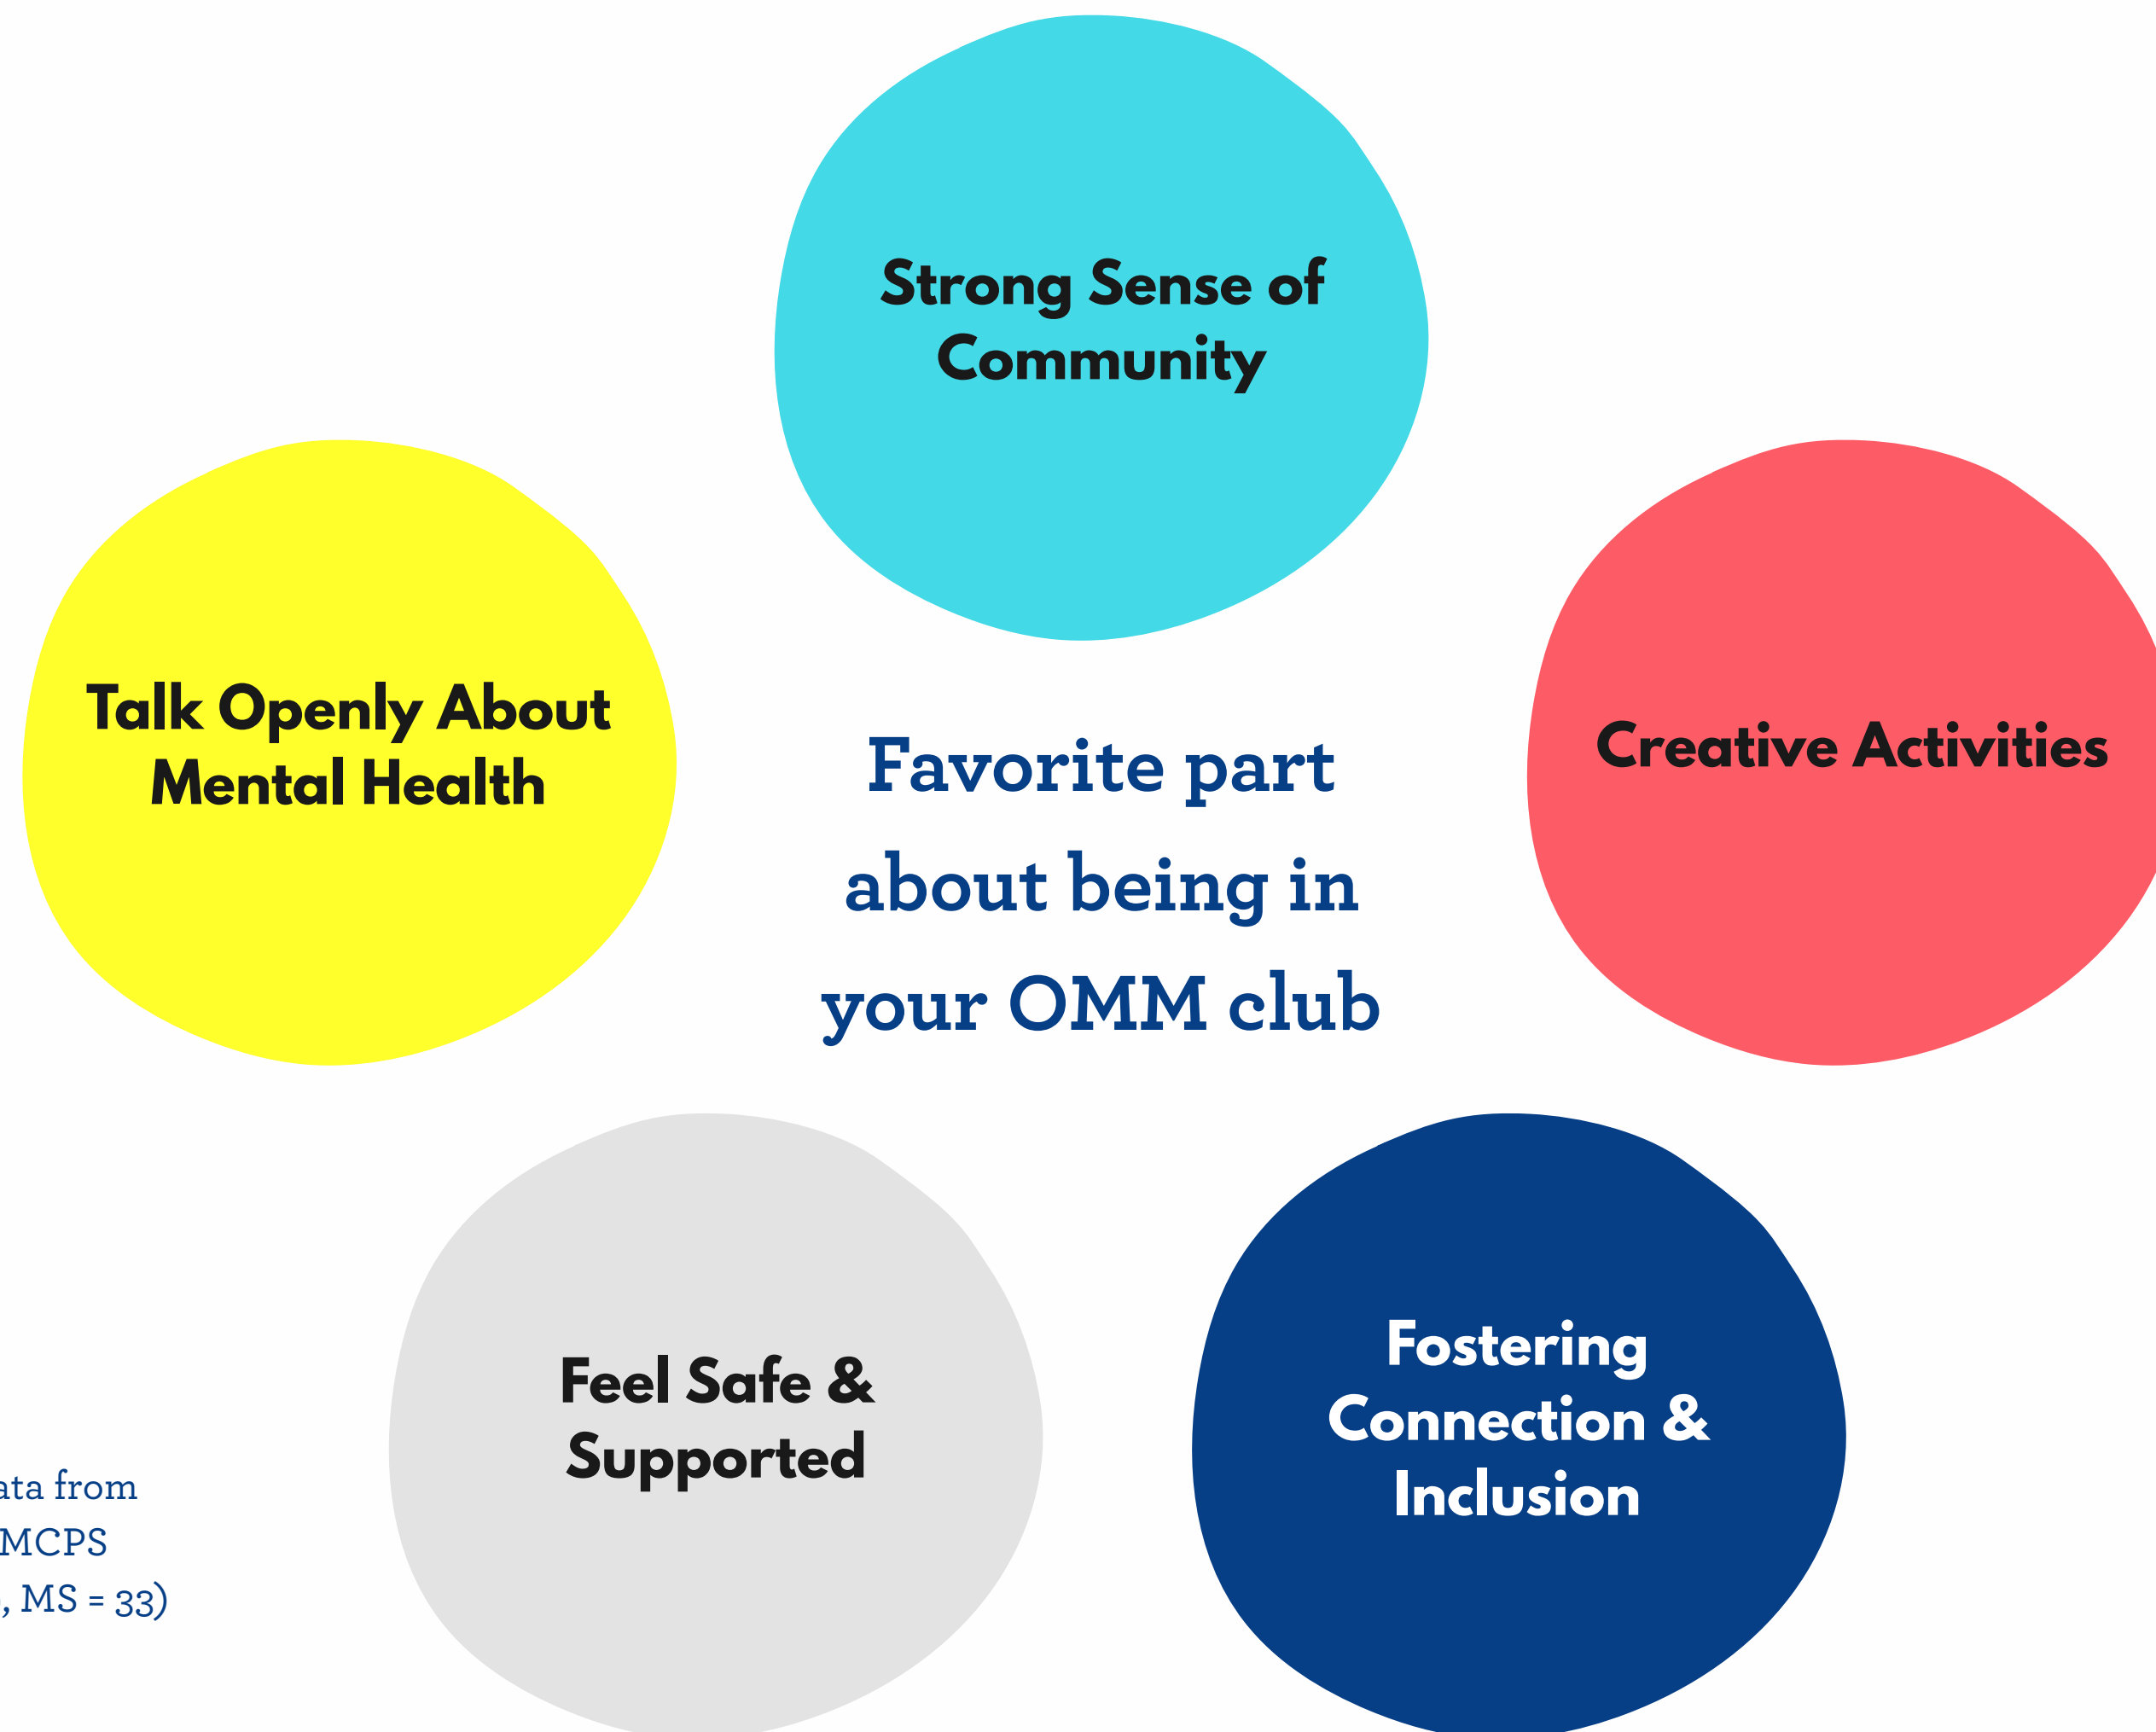 Strong Sense of
Community
Talk Openly About
Mental Health
Creative Activities
Favorite part
about being in
your OMM club
Feel Safe &
Supported
Fostering
Connection &
Inclusion
from
MCPS
, MS = 33)